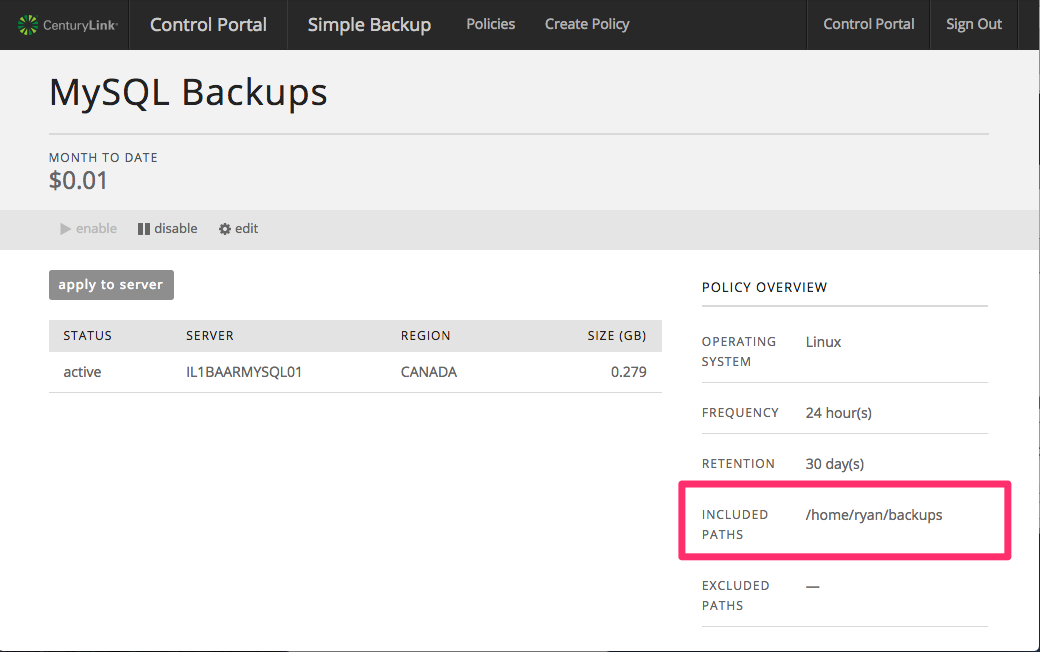 CenturyLink Control Portal Simple Backup Policies Create Policy Control Portal Sign Out
MySQL Backups
MONTH TO DATE
$0.01
enable disable edit
apply to server
STATUS SERVER REGION SIZE (GB)
active IL1BAARMYSQL01 CANADA 0.279
POLICY OVERVIEW
OPERATING SYSTEM Linux
FREQUENCY 24 hour(s)
RETENTION 30 day(s)
INCLUDED PATHS /home/ryan/backups
EXCLUDED PATHS —